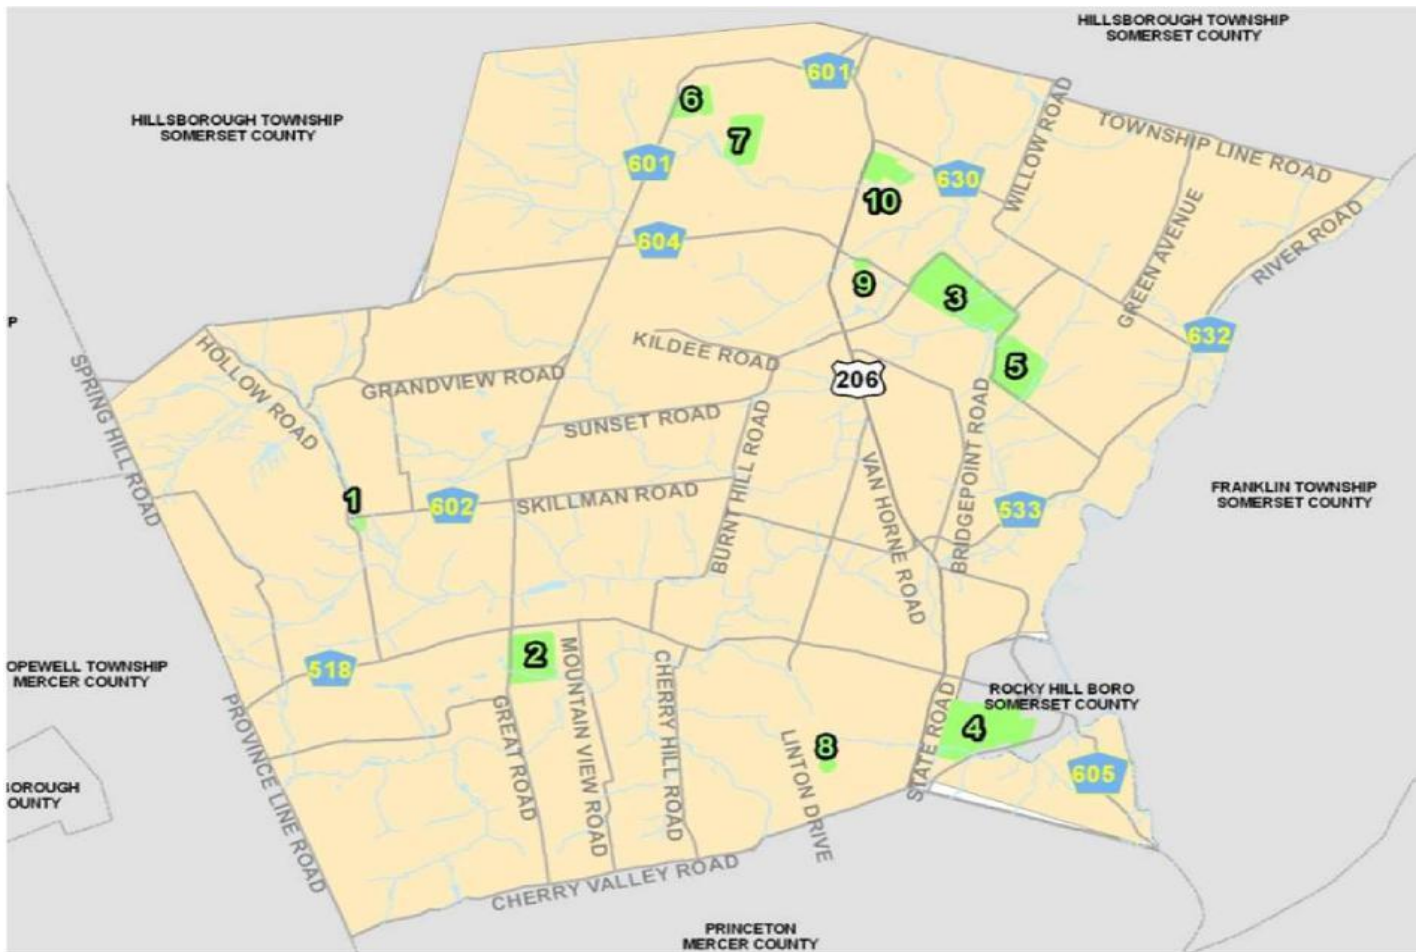 HILLSBOROUGH TOWNSHIP
SOMERSET COUNTY
601
6
HILLSBOROUGH TOWNSHIP
SOMERSET COUNTY
7
TOWNSHIP LINE ROAD
WILLOW ROAD
601
630
10
604
GREEN AVENUE
RIVER ROAD
9
3
P
632
KILDEE ROAD
HOLLOW ROAD
GRANDVIEW ROAD
206
5
SPRING HILL ROAD
SUNSET ROAD
BURNT HILL ROAD
VAN HORNE ROAD
BRIDGEPOINT ROAD
1
602
SKILLMAN ROAD
533
FRANKLIN TOWNSHIP
SOMERSET COUNTY
OPEWELL TOWNSHIP
MERCER COUNTY
518
2
MOUNTAIN VIEW ROAD
CHERRY HILL ROAD
ROCKY HILL BORO
SOMERSET COUNTY
PROVINCE LINE ROAD
GREAT ROAD
STATE ROAD
4
8
LINTON DRIVE
605
OROUGH
OUNTY
CHERRY VALLEY ROAD
PRINCETON
MERCER COUNTY